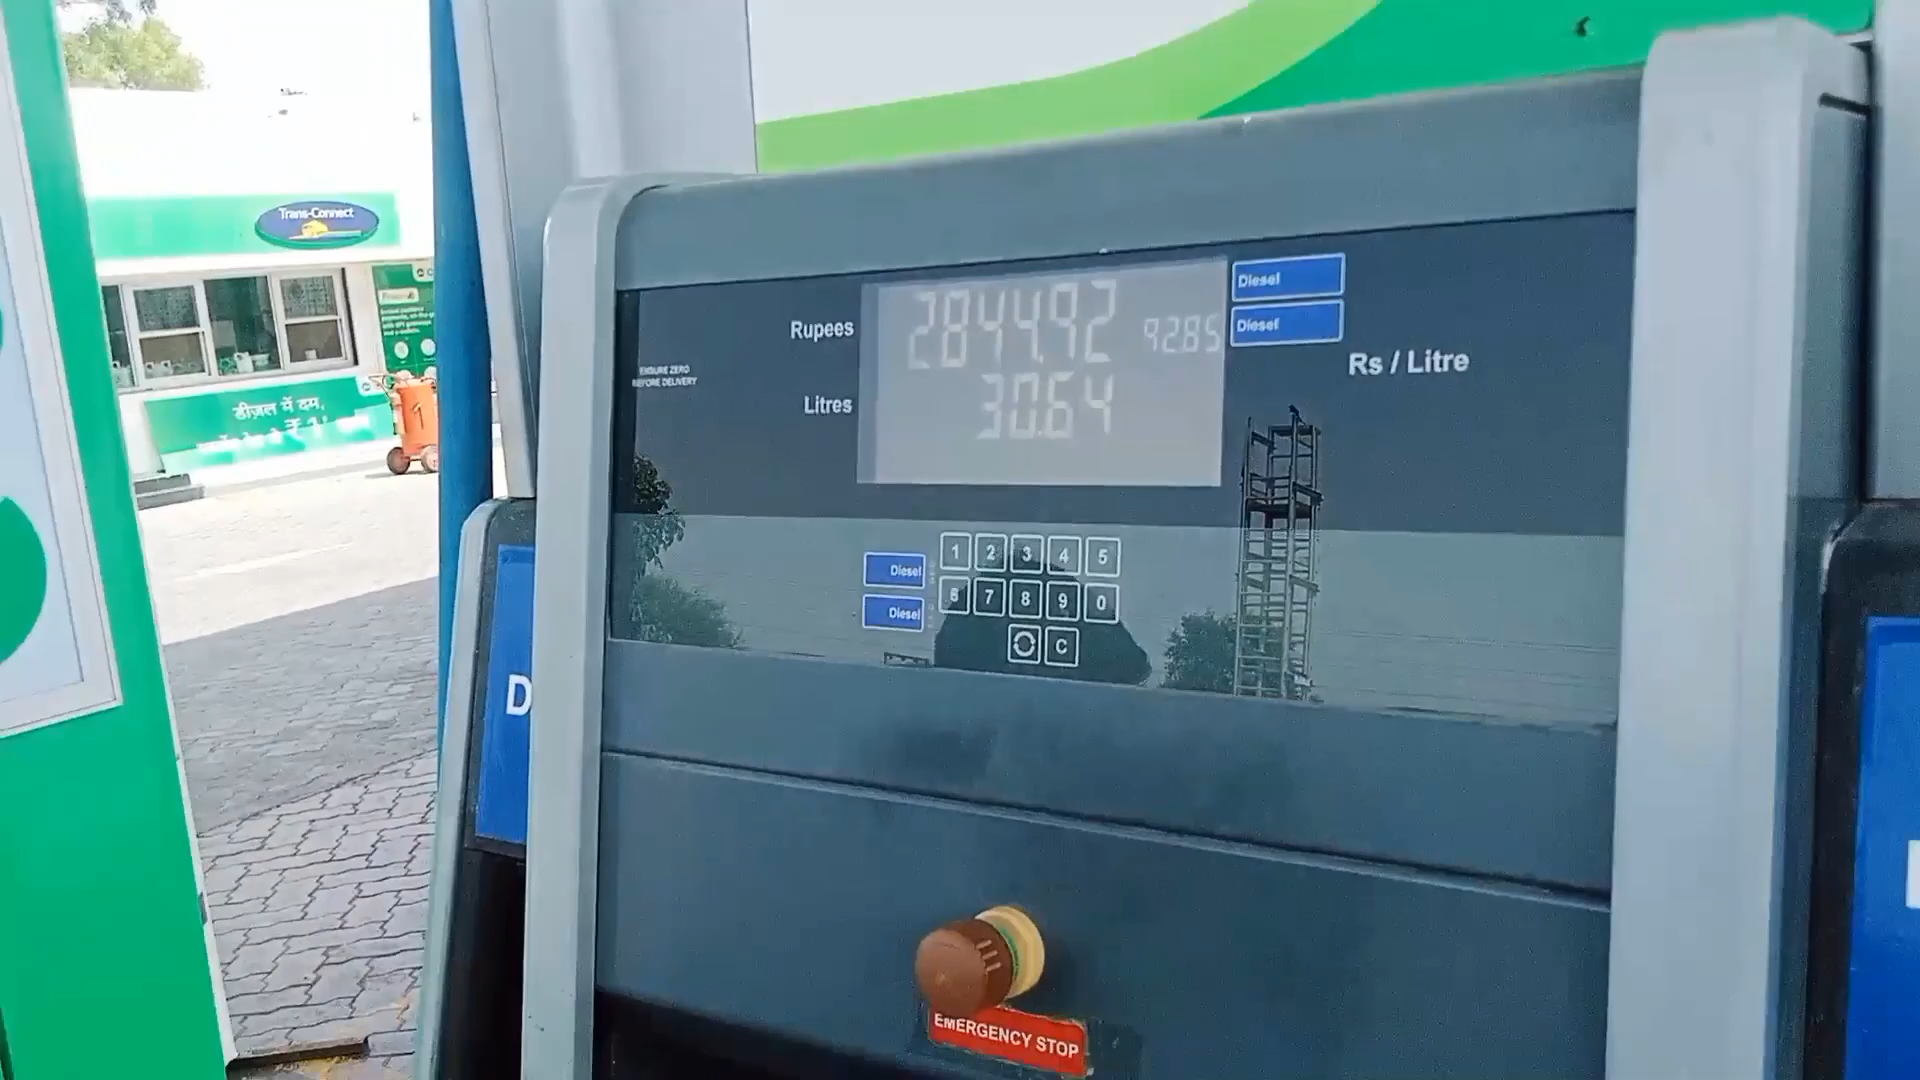 Trans-Connect
डीज़ल में दम,
Rupees
2844.92
92.85
Diesel
Diesel
Rs / Litre
ENSURE ZERO
BEFORE DELIVERY
Litres
30.64
1 2 3 4 5
Diesel
6 7 8 9 0
Diesel
C
D
EMERGENCY STOP